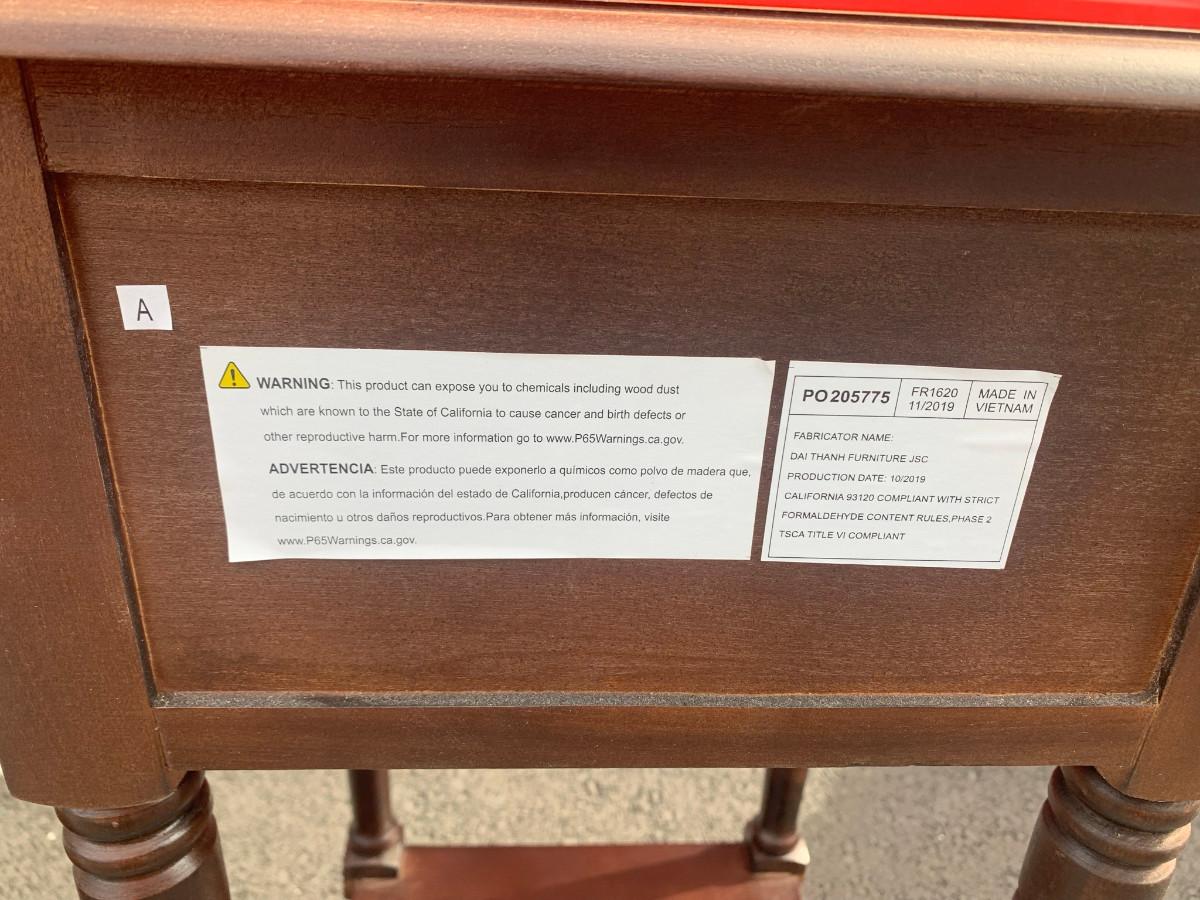 A
WARNING: This product can expose you to chemicals including wood dust
which are known to the State of California to cause cancer and birth defects or
other reproductive harm.For more information go to www.P65Warnings.ca.gov.
ADVERTENCIA: Este producto puede exponerlo a químicos como polvo de madera que,
de acuerdo con la información del estado de California,producen cáncer, defectos de
nacimiento u otros daños reproductivos.Para obtener más información, visite
www.P65Warnings.ca.gov.
PO 205775
FR1620
11/2019
MADE IN
VIETNAM
FABRICATOR NAME:
DAI THANH FURNITURE JSC
PRODUCTION DATE: 10/2019
CALIFORNIA 93120 COMPLIANT WITH STRICT
FORMALDEHYDE CONTENT RULES,PHASE 2
TSCA TITLE VI COMPLIANT